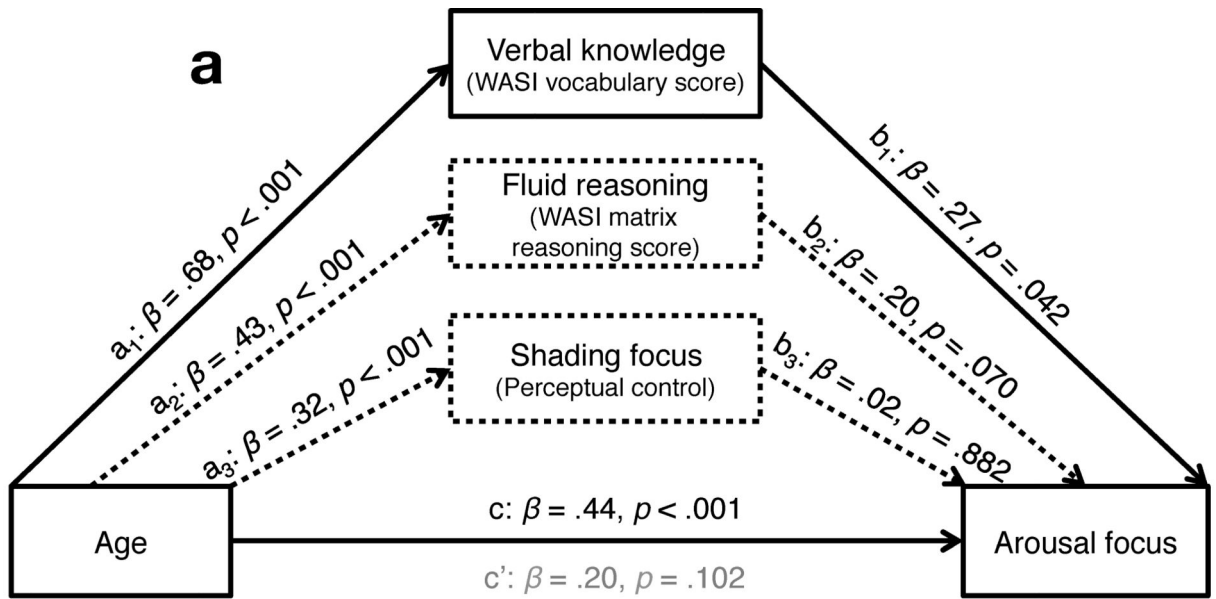 a
Verbal knowledge
(WASI vocabulary score)
a₁: β = .68, p < .001
b₁: β = .27, p = .042
Fluid reasoning
(WASI matrix
reasoning score)
a₂: β = .43, p < .001
b₂: β = .20, p = .070
Shading focus
(Perceptual control)
a₃: β = .32, p < .001
b₃: β = .02, p = .882
Age
c: β = .44, p < .001
c’: β = .20, p = .102
Arousal focus